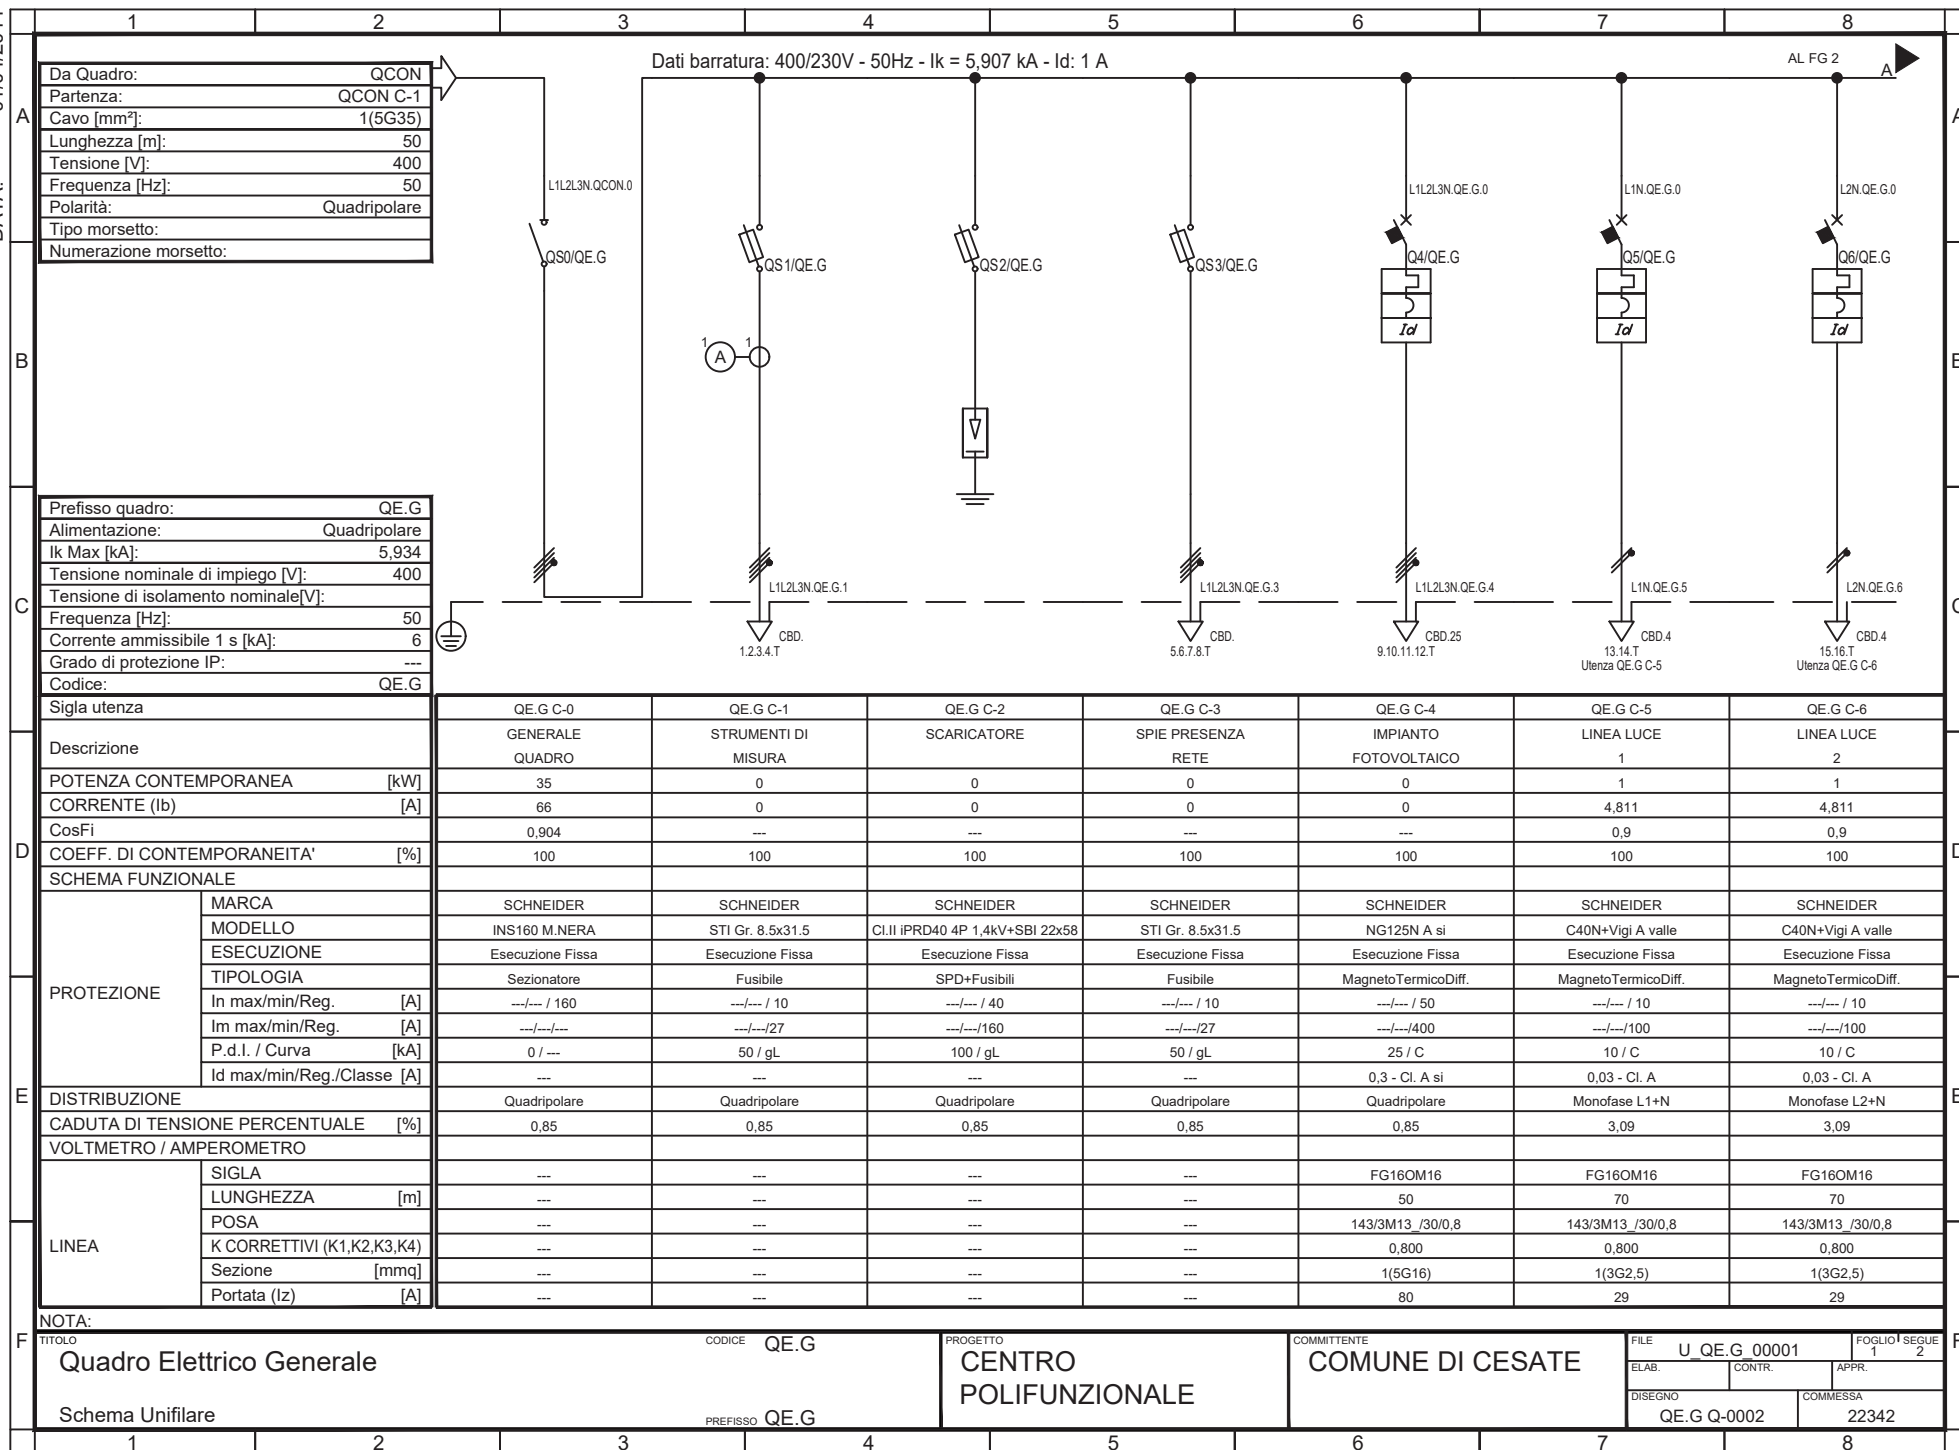 1 2 3 4 5 6 7 8
Dati barratura: 400/230V - 50Hz - Ik = 5,907 kA - Id: 1 A
AL FG 2
A
Da Quadro: QCON
Partenza: QCON C-1
Cavo [mm²]: 1(5G35)
Lunghezza [m]: 50
Tensione [V]: 400
Frequenza [Hz]: 50
Polarità: Quadripolare
Tipo morsetto:
Numerazione morsetto:
A
B
C
D
E
F
L1L2L3N.QCON.0
L1L2L3N.QE.G.0
L1N.QE.G.0
L2N.QE.G.0
QS0/QE.G
QS1/QE.G
QS2/QE.G
QS3/QE.G
Q4/QE.G
Q5/QE.G
Q6/QE.G
Id
Id
Id
1 A 1
Prefisso quadro: QE.G
Alimentazione: Quadripolare
Ik Max [kA]: 5,934
Tensione nominale di impiego [V]: 400
Tensione di isolamento nominale[V]:
Frequenza [Hz]: 50
Corrente ammissibile 1 s [kA]: 6
Grado di protezione IP: ---
Codice: QE.G
L1L2L3N.QE.G.1
L1L2L3N.QE.G.3
L1L2L3N.QE.G.4
L1N.QE.G.5
L2N.QE.G.6
CBD.
1.2.3.4.T
CBD.
5.6.7.8.T
CBD.25
9.10.11.12.T
CBD.4
13.14.T
Utenza QE.G C-5
CBD.4
15.16.T
Utenza QE.G C-6
Sigla utenza QE.G C-0 QE.G C-1 QE.G C-2 QE.G C-3 QE.G C-4 QE.G C-5 QE.G C-6
Descrizione
GENERALE STRUMENTI DI SCARICATORE SPIE PRESENZA IMPIANTO LINEA LUCE LINEA LUCE
QUADRO MISURA RETE FOTOVOLTAICO 1 2
POTENZA CONTEMPORANEA [kW] 35 0 0 0 0 1 1
CORRENTE (Ib) [A] 66 0 0 0 0 4,811 4,811
CosFi 0,904 --- --- --- --- 0,9 0,9
COEFF. DI CONTEMPORANEITA' [%] 100 100 100 100 100 100 100
SCHEMA FUNZIONALE
PROTEZIONE
MARCA SCHNEIDER SCHNEIDER SCHNEIDER SCHNEIDER SCHNEIDER SCHNEIDER SCHNEIDER
MODELLO INS160 M.NERA STI Gr. 8.5x31.5 Cl.II iPRD40 4P 1,4kV+SBI 22x58 STI Gr. 8.5x31.5 NG125N A si C40N+Vigi A valle C40N+Vigi A valle
ESECUZIONE Esecuzione Fissa Esecuzione Fissa Esecuzione Fissa Esecuzione Fissa Esecuzione Fissa Esecuzione Fissa Esecuzione Fissa
TIPOLOGIA Sezionatore Fusibile SPD+Fusibili Fusibile MagnetoTermicoDiff. MagnetoTermicoDiff. MagnetoTermicoDiff.
In max/min/Reg. [A] ---/--- / 160 ---/--- / 10 ---/--- / 40 ---/--- / 10 ---/--- / 50 ---/--- / 10 ---/--- / 10
Im max/min/Reg. [A] ---/---/--- ---/---/27 ---/---/160 ---/---/27 ---/---/400 ---/---/100 ---/---/100
P.d.I. / Curva [kA] 0 / --- 50 / gL 100 / gL 50 / gL 25 / C 10 / C 10 / C
Id max/min/Reg./Classe [A] --- --- --- --- 0,3 - Cl. A si 0,03 - Cl. A 0,03 - Cl. A
DISTRIBUZIONE Quadripolare Quadripolare Quadripolare Quadripolare Quadripolare Monofase L1+N Monofase L2+N
CADUTA DI TENSIONE PERCENTUALE [%] 0,85 0,85 0,85 0,85 0,85 3,09 3,09
VOLTMETRO / AMPEROMETRO
LINEA
SIGLA --- --- --- --- FG16OM16 FG16OM16 FG16OM16
LUNGHEZZA [m] --- --- --- --- 50 70 70
POSA --- --- --- --- 143/3M13_/30/0,8 143/3M13_/30/0,8 143/3M13_/30/0,8
K CORRETTIVI (K1,K2,K3,K4) --- --- --- --- 0,800 0,800 0,800
Sezione [mmq] --- --- --- --- 1(5G16) 1(3G2,5) 1(3G2,5)
Portata (Iz) [A] --- --- --- --- 80 29 29
NOTA:
TITOLO
Quadro Elettrico Generale
Schema Unifilare
CODICE QE.G
PREFISSO QE.G
PROGETTO
CENTRO
POLIFUNZIONALE
COMMITTENTE
COMUNE DI CESATE
FILE U_QE.G_00001
FOGLIO 1 SEGUE 2
ELAB. CONTR. APPR.
DISEGNO QE.G Q-0002
COMMESSA 22342
1 2 3 4 5 6 7 8